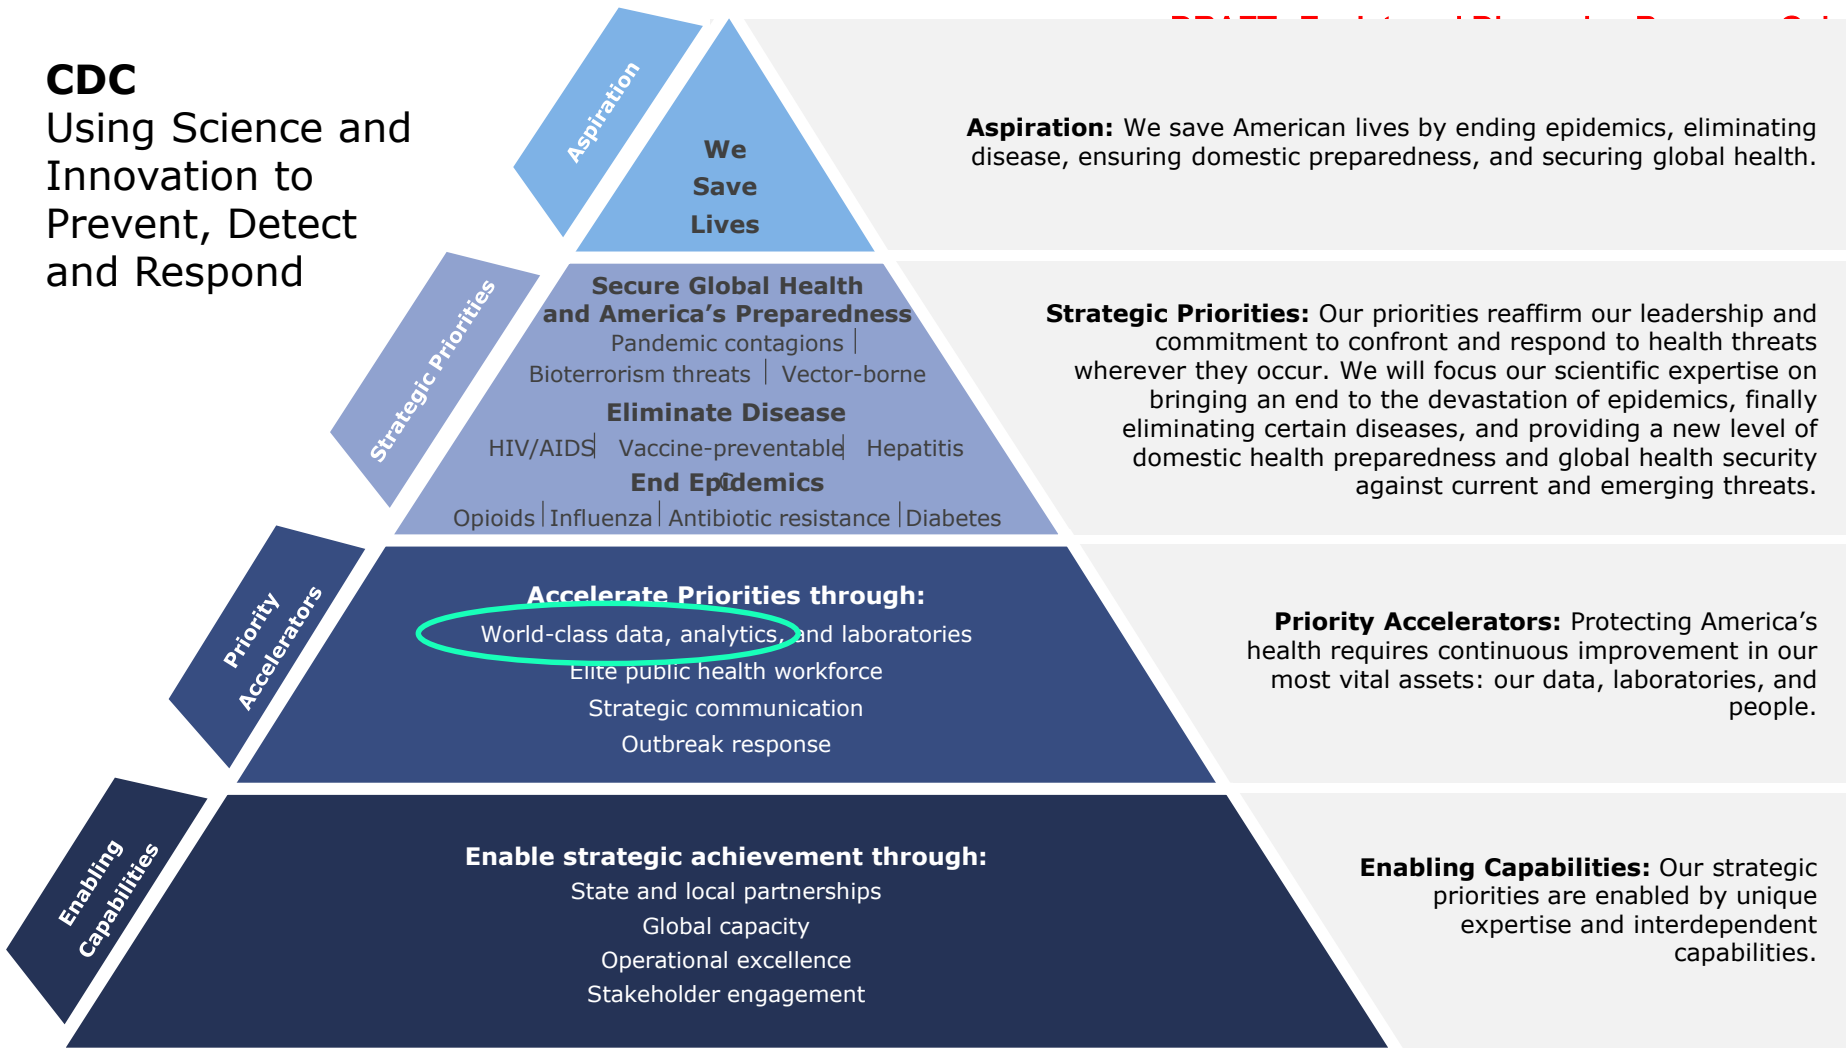 CDC
Using Science and
Innovation to
Prevent, Detect
and Respond
Aspiration
We
Save
Lives
Aspiration: We save American lives by ending epidemics, eliminating
disease, ensuring domestic preparedness, and securing global health.
Strategic Priorities
Secure Global Health
and America’s Preparedness
Pandemic contagions |
Bioterrorism threats | Vector-borne
Eliminate Disease
HIV/AIDS | Vaccine-preventable | Hepatitis
C
End Epidemics
Opioids | Influenza | Antibiotic resistance | Diabetes
Strategic Priorities: Our priorities reaffirm our leadership and
commitment to confront and respond to health threats
wherever they occur. We will focus our scientific expertise on
bringing an end to the devastation of epidemics, finally
eliminating certain diseases, and providing a new level of
domestic health preparedness and global health security
against current and emerging threats.
Priority
Accelerators
Accelerate Priorities through:
World-class data, analytics, and laboratories
Elite public health workforce
Strategic communication
Outbreak response
Priority Accelerators: Protecting America’s
health requires continuous improvement in our
most vital assets: our data, laboratories, and
people.
Enabling
Capabilities
Enable strategic achievement through:
State and local partnerships
Global capacity
Operational excellence
Stakeholder engagement
Enabling Capabilities: Our strategic
priorities are enabled by unique
expertise and interdependent
capabilities.